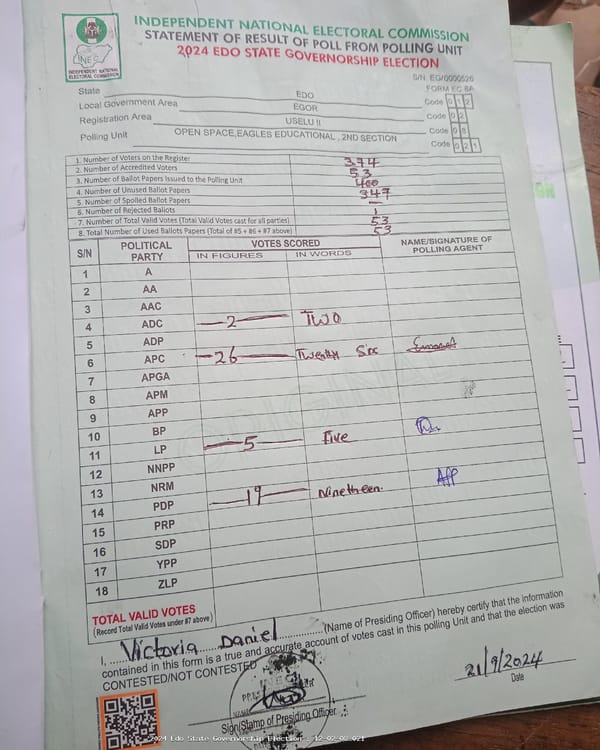 INDEPENDENT NATIONAL ELECTORAL COMMISSION
STATEMENT OF RESULT OF POLL FROM POLLING UNIT
2024 EDO STATE GOVERNORSHIP ELECTION
INEC
INDEPENDENT NATIONAL
ELECTORAL COMMISSION
S/N EG/0000526
FORM EC 8A
State EDO Code 1 2
Local Government Area EGOR Code 0 2
Registration Area USELU II Code 0 8
Polling Unit OPEN SPACE,EAGLES EDUCATIONAL , 2ND SECTION Code 0 2 1
1. Number of Voters on the Register
2. Number of Accredited Voters 53
3. Number of Ballot Papers Issued to the Polling Unit 400
4. Number of Unused Ballot Papers 347
5. Number of Spoiled Ballot Papers —
6. Number of Rejected Ballots 1
7. Number of Total Valid Votes (Total Valid Votes cast for all parties) 53
8. Total Number of Used Ballots Papers (Total of #5 + #6 + #7 above) 53
S/N POLITICAL PARTY VOTES SCORED NAME/SIGNATURE OF POLLING AGENT
IN FIGURES IN WORDS
1 A
2 AA
3 AAC
4 ADC —2— Two
5 ADP
6 APC —26— Twenty Six
7 APGA
8 APM
9 APP
10 BP
11 LP —5— Five
12 NNPP
13 NRM
14 PDP —19— Ninetheen.
15 PRP
16 SDP
17 YPP
18 ZLP
TOTAL VALID VOTES
(Record Total Valid Votes under #7 above)
I, Victoria Daniel (Name of Presiding Officer) hereby certify that the information
contained in this form is a true and accurate account of votes cast in this polling Unit and that the election was
CONTESTED/NOT CONTESTED
21/9/2024
Date
Sign/Stamp of Presiding Officer
2024 Edo State Governorship Election